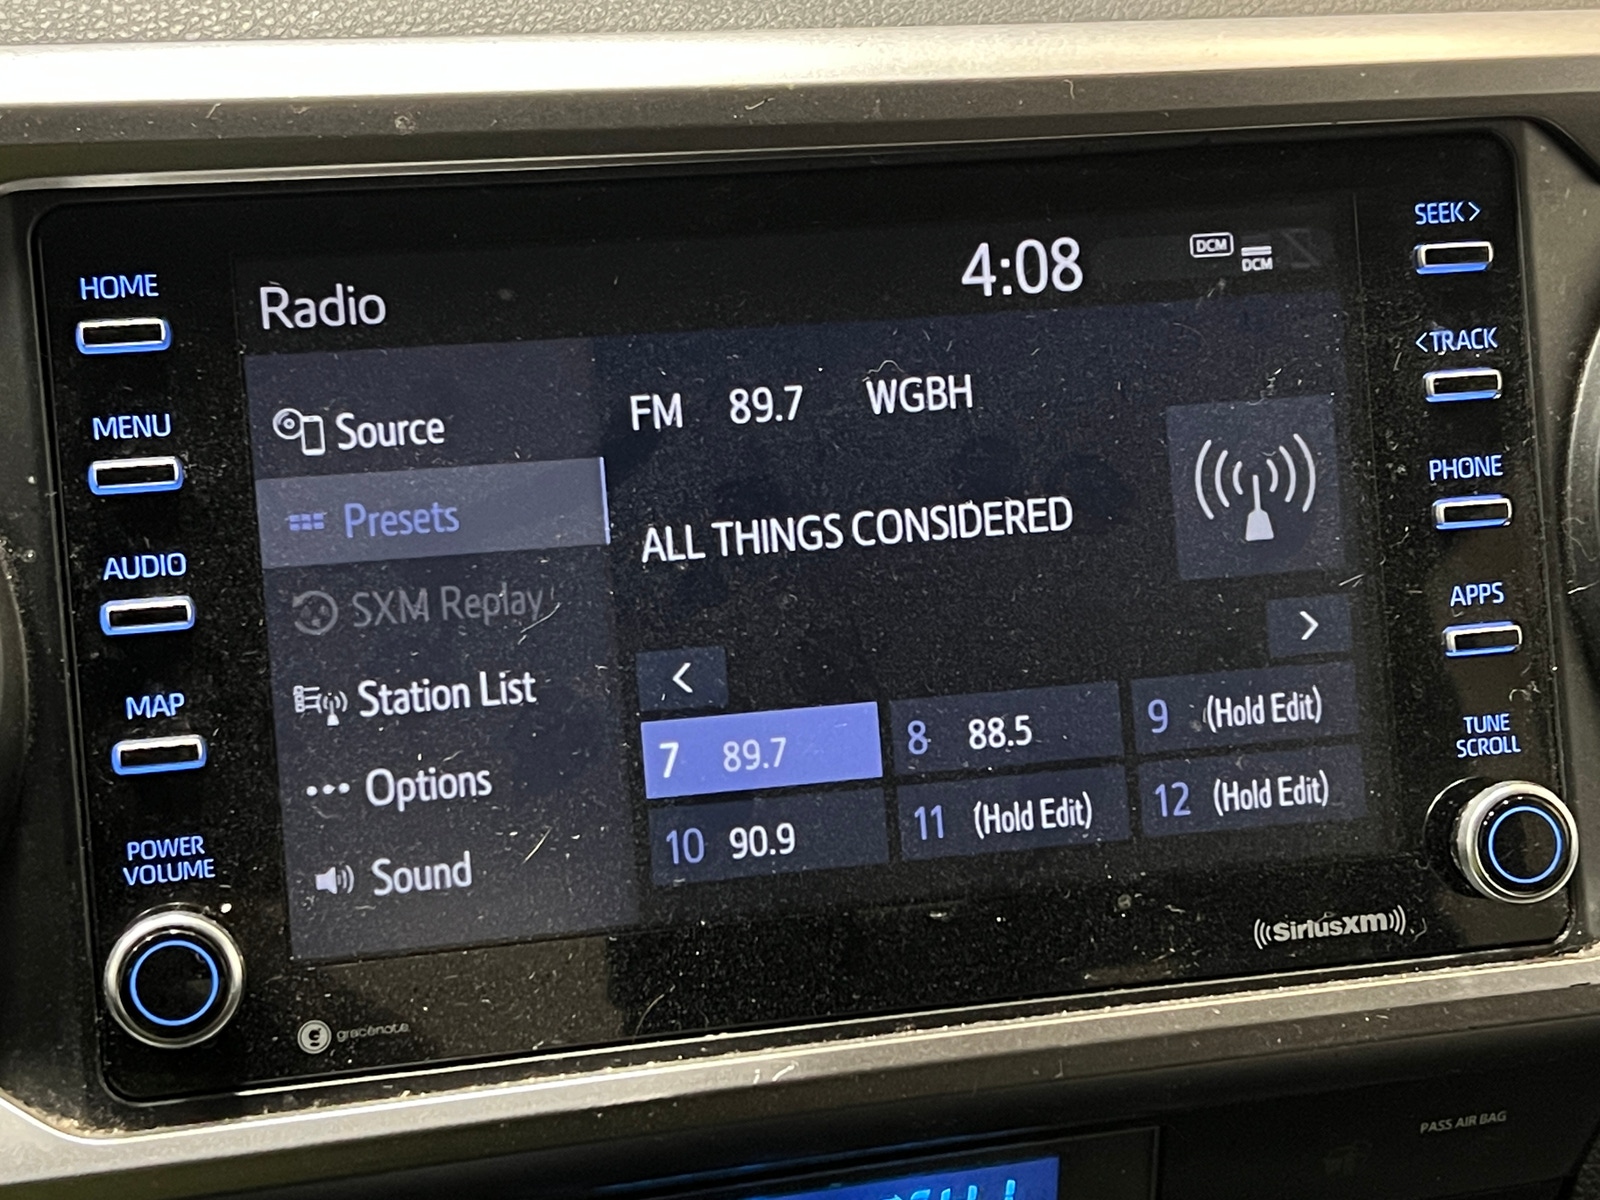 HOME
MENU
AUDIO
MAP
POWER
VOLUME
Radio
4:08
DCM
DCM
Source
Presets
SXM Replay
Station List
Options
Sound
FM 89.7 WGBH
ALL THINGS CONSIDERED
<
>
7 89.7
8 88.5
9 (Hold Edit)
10 90.9
11 (Hold Edit)
12 (Hold Edit)
SEEK>
<TRACK
PHONE
APPS
TUNE
SCROLL
gracenote
SiriusXM
PASS AIR BAG